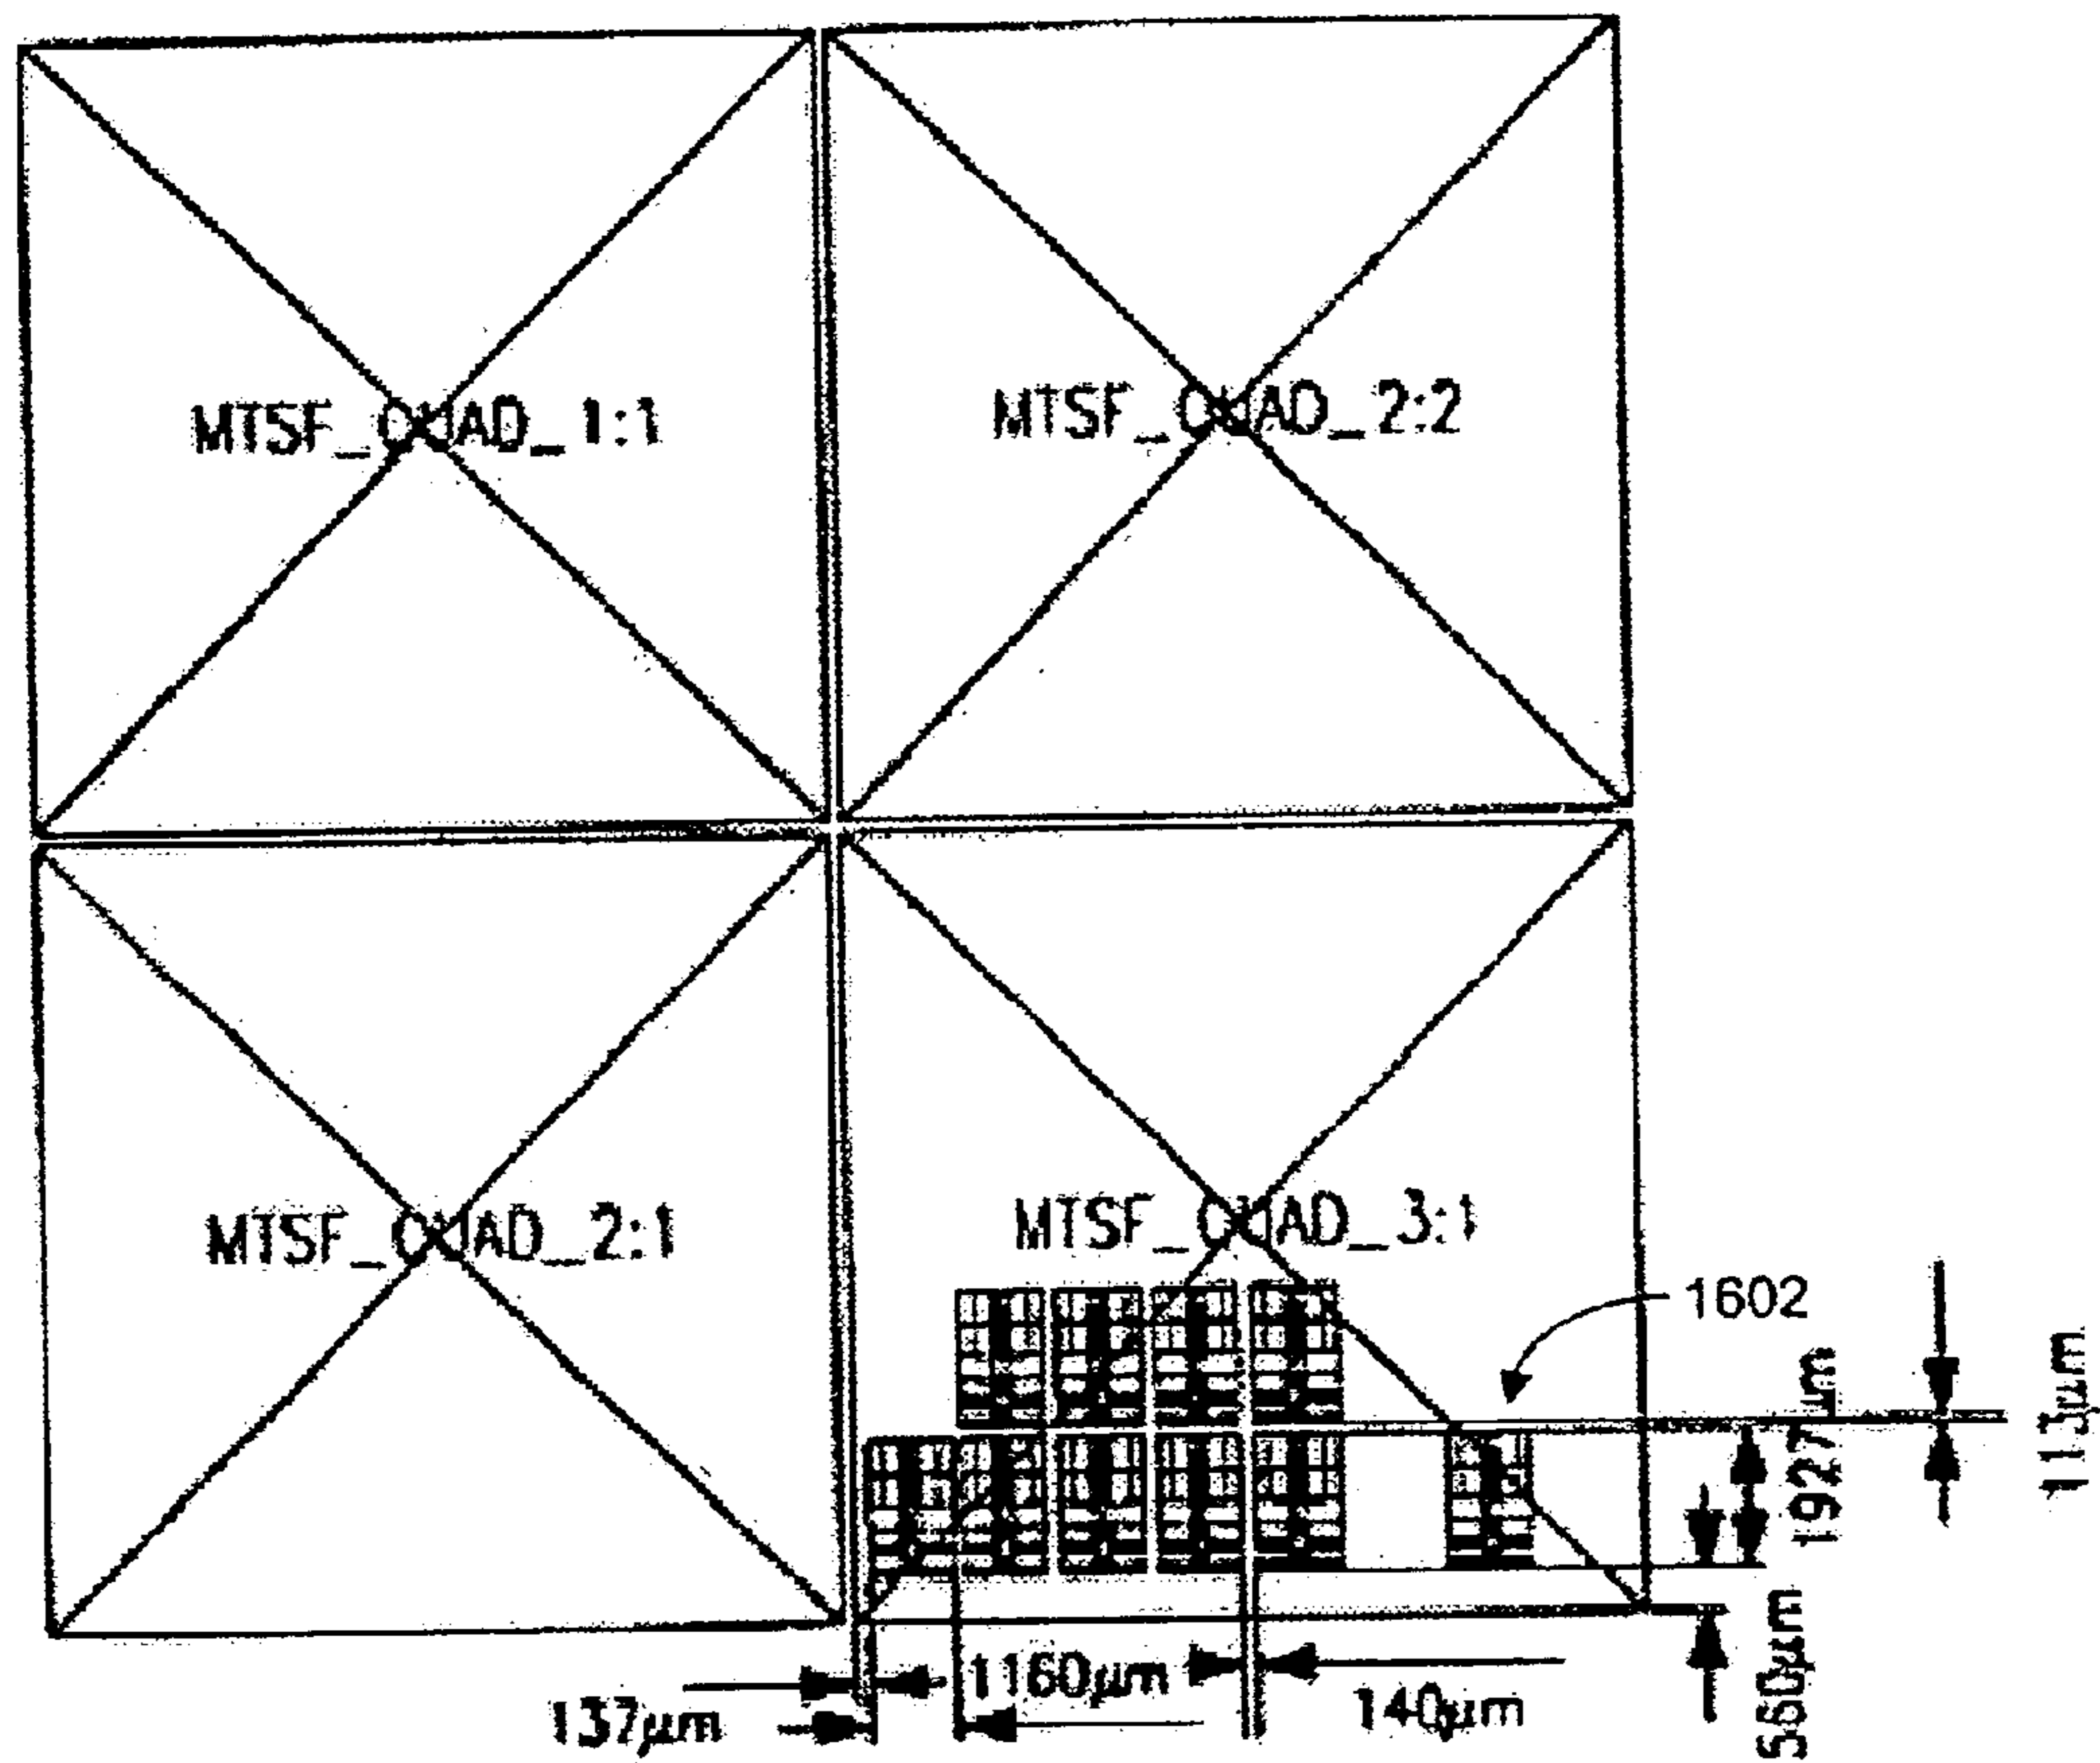 MTSF_QUAD_1:1
MTSF_QUAD_2:2
MTSF_QUAD_2:1
MTSF_QUAD_3:1
1602
113µm
1927µm
560µm
1160µm
140µm
137µm